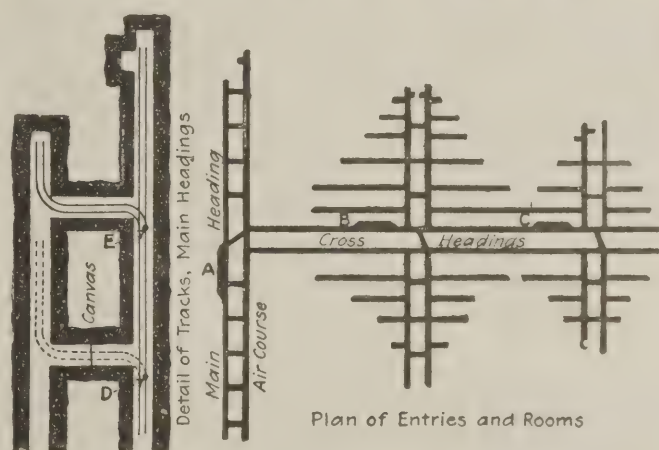 Detail of Tracks, Main Headings
Canvas
E
D
Main Heading
Air Course
A
B
C
Cross Headings
C
Plan of Entries and Rooms